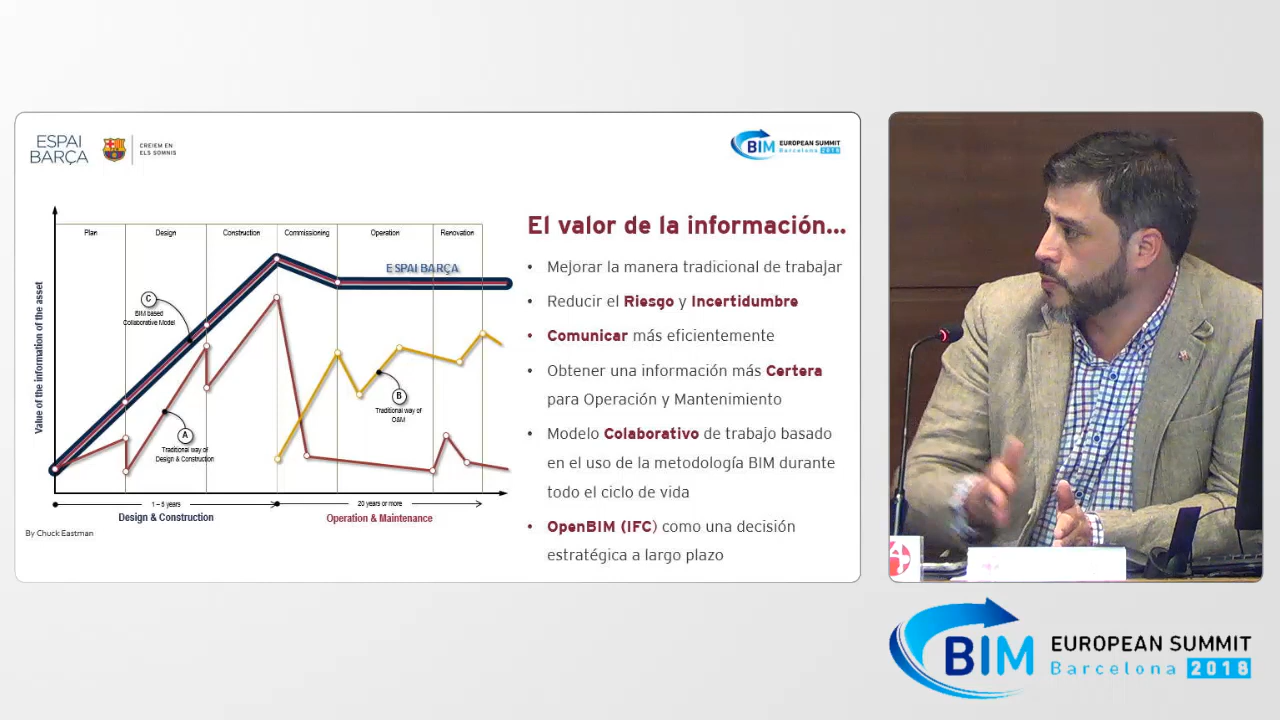 ESPAI
BARÇA
CREIEM EN
ELS SOMNIS
BIM EUROPEAN SUMMIT
Barcelona 2018
Plan
Design
Construction
Commissioning
Operation
Renovation
ESPAI BARÇA
C
BIM based
Collaborative Model
B
Traditional way of
O&M
A
Traditional way of
Design & Construction
Value of the information of the asset
1 – 5 years
20 years or more
Design & Construction
Operation & Maintenance
By Chuck Eastman
El valor de la información...
• Mejorar la manera tradicional de trabajar
• Reducir el Riesgo y Incertidumbre
• Comunicar más eficientemente
• Obtener una información más Certera
para Operación y Mantenimiento
• Modelo Colaborativo de trabajo basado
en el uso de la metodología BIM durante
todo el ciclo de vida
• OpenBIM (IFC) como una decisión
estratégica a largo plazo
BIM EUROPEAN SUMMIT
Barcelona 2018